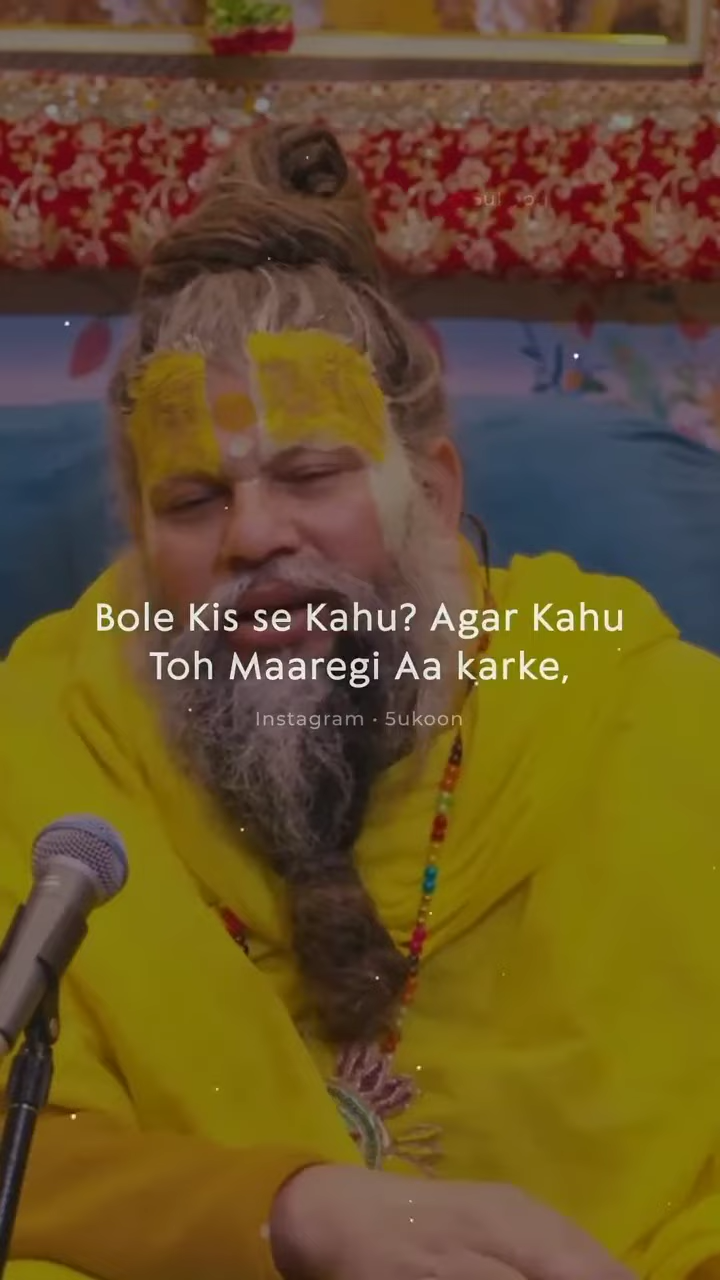 Bole Kis se Kahu? Agar Kahu
Toh Maaregi Aa karke,
Instagram · 5ukoon